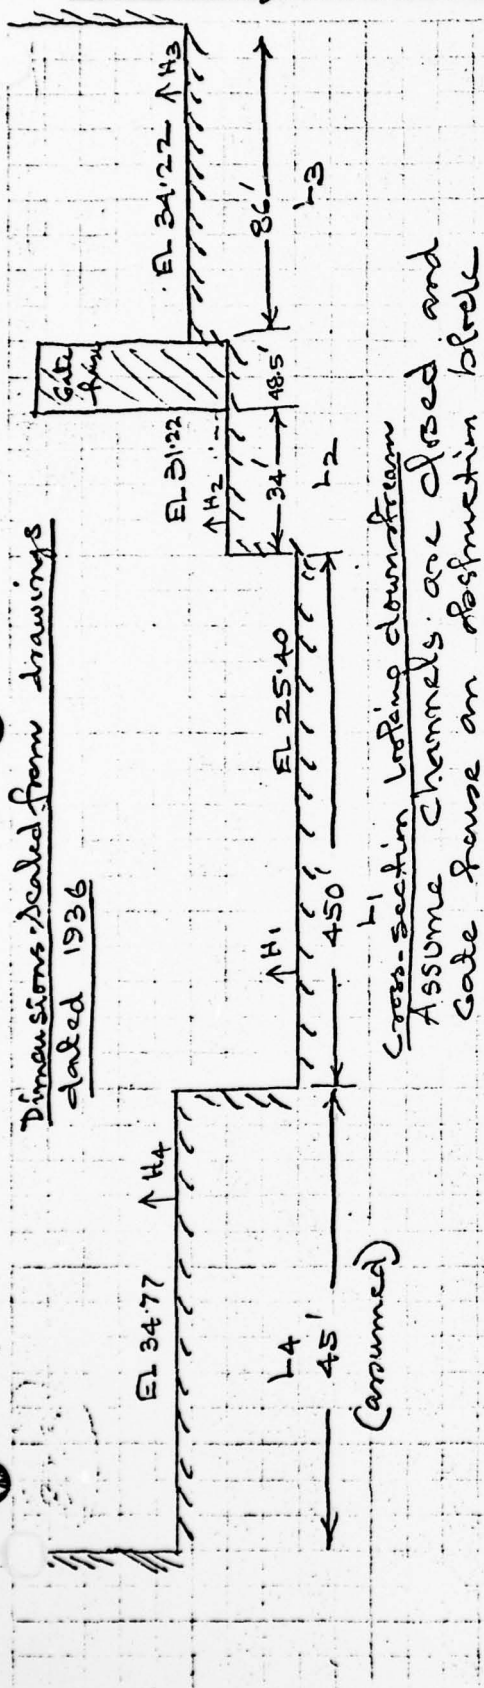 Dimensions scaled from drawings
dated 1936
EL 34.77 ↑ H4
↑ H1
EL 25.40
EL 31.22
↑ H2
Gate
house
EL 34.22 ↑ H3
L4
45'
(assumed)
450'
L1
34'
L2
48.5'
86'
L3
Cross-section looking downstream
Assume channels are closed and
Gate house an obstruction block